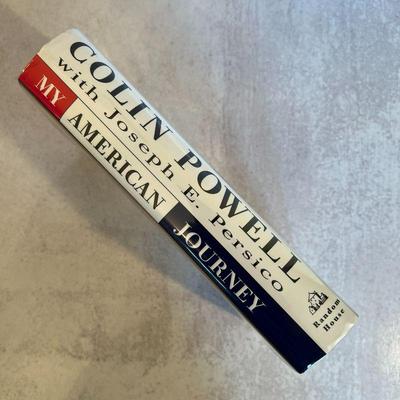 COLIN POWELL
with Joseph E. Persico
MY AMERICAN JOURNEY
Random
House